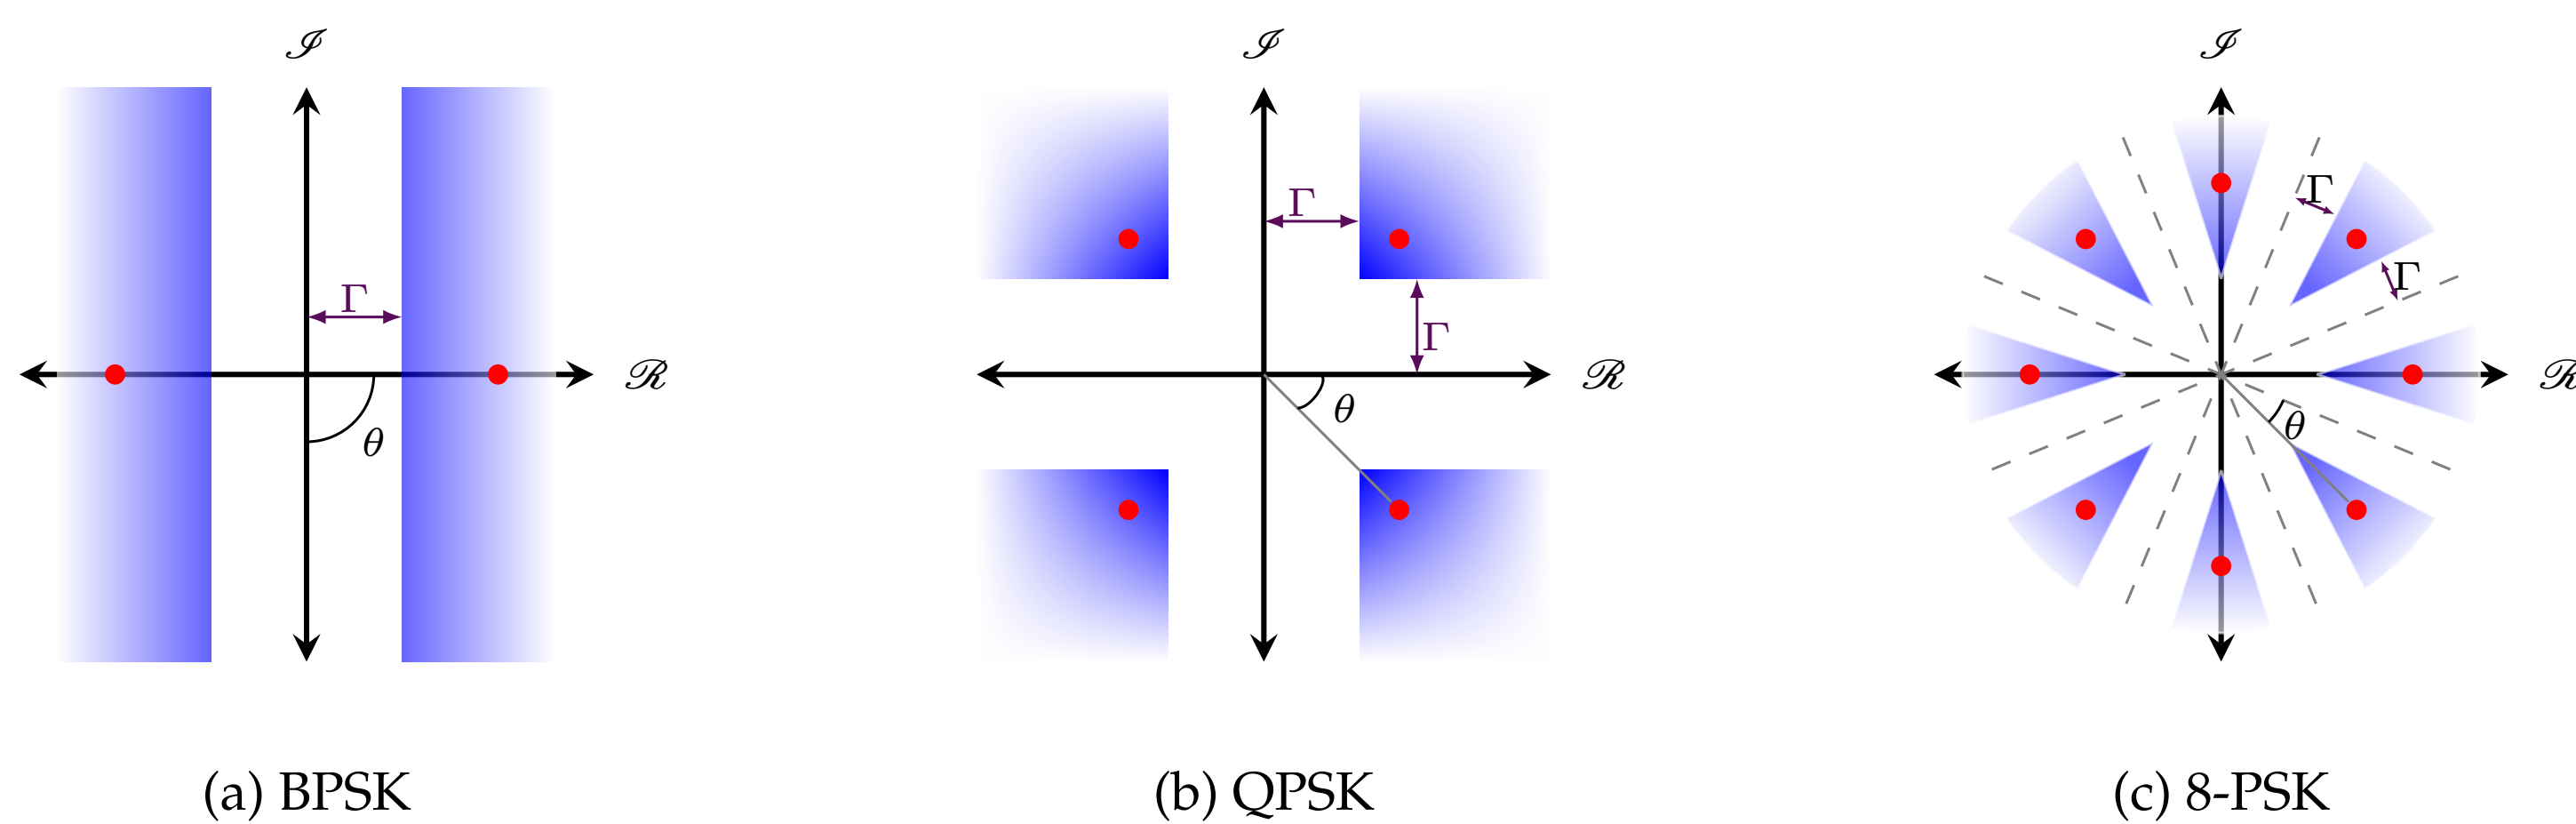 ℐ ℐ ℐ
Γ Γ
Γ Γ
Γ
ℛ ℛ ℛ
θ θ θ
(a) BPSK (b) QPSK (c) 8-PSK